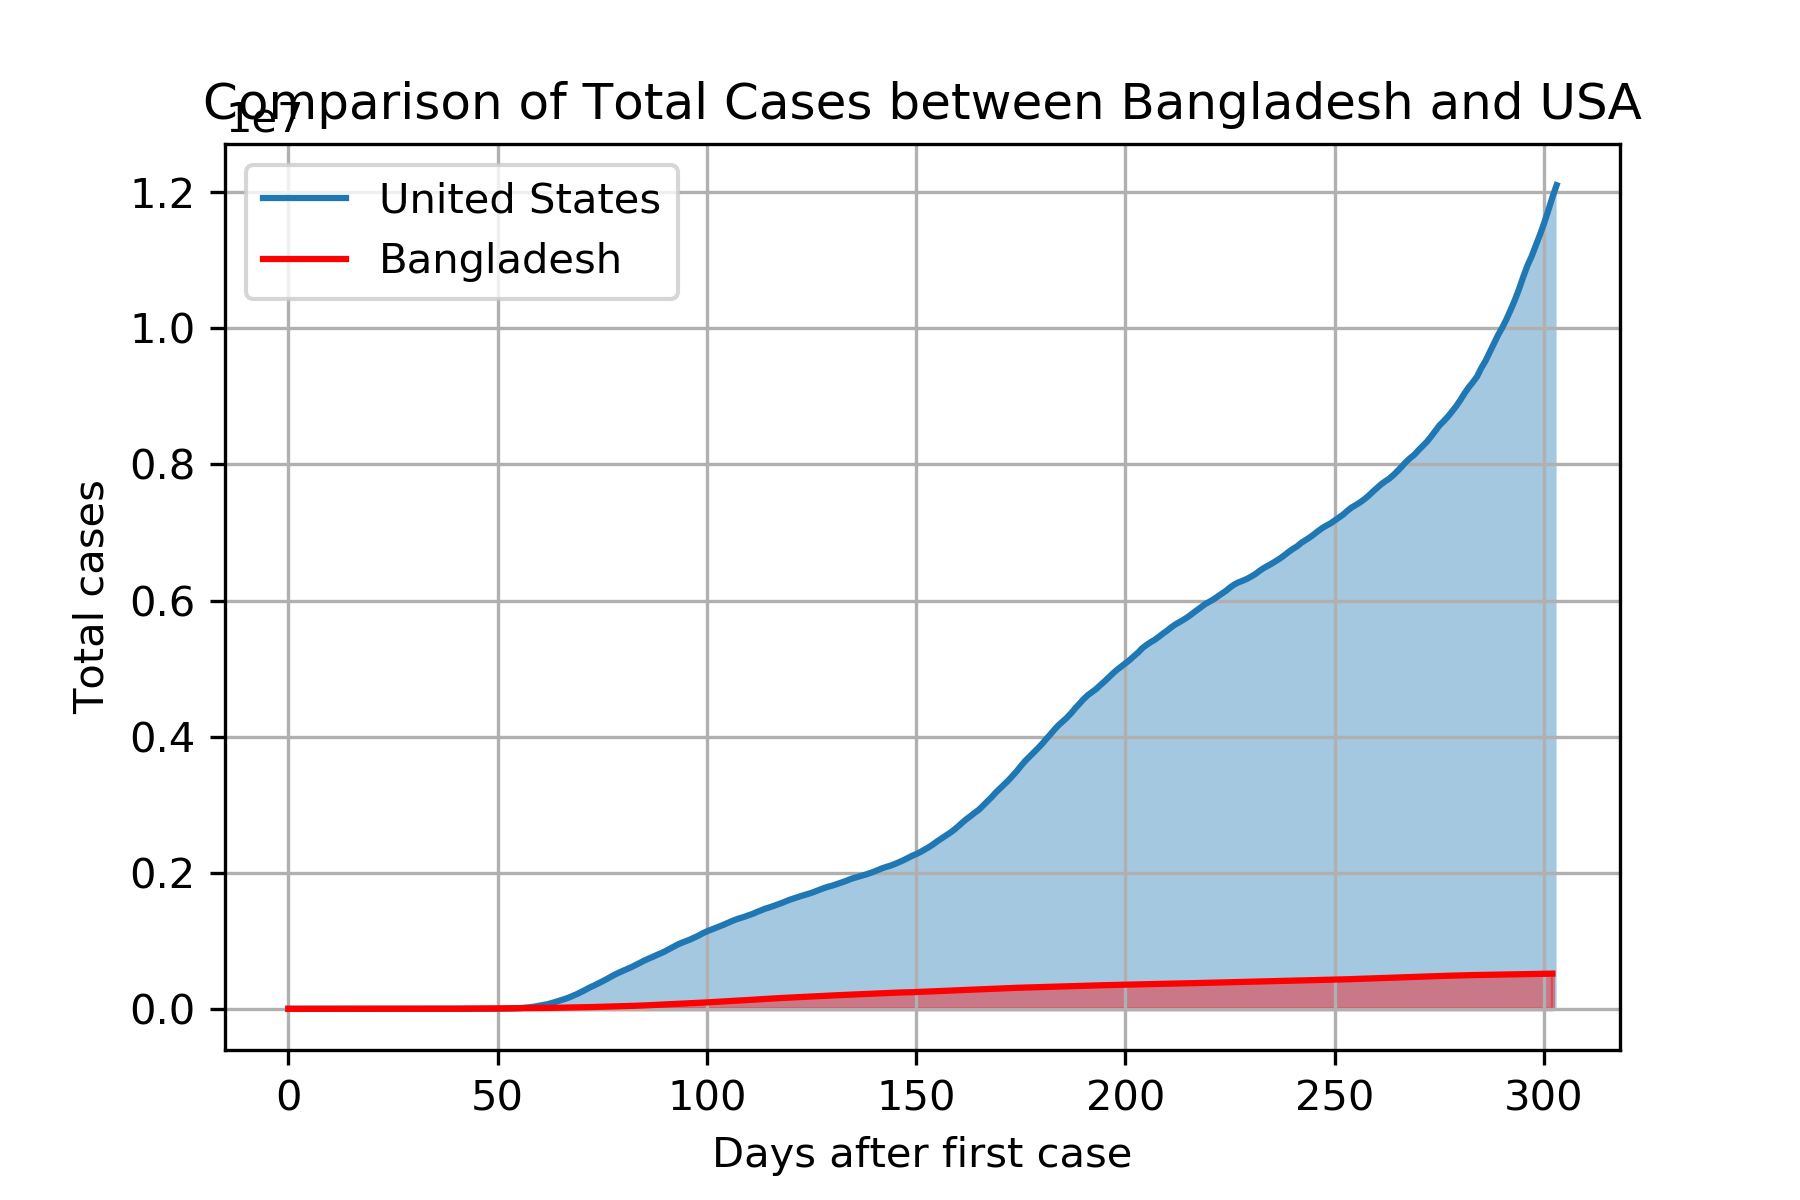 Comparison of Total Cases between Bangladesh and USA
1e7
United States
Bangladesh
1.2
1.0
0.8
0.6
0.4
0.2
0.0
Total cases
0 50 100 150 200 250 300
Days after first case